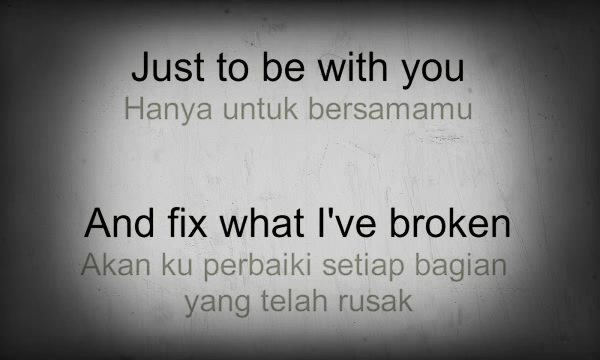 Just to be with you
Hanya untuk bersamamu
And fix what I've broken
Akan ku perbaiki setiap bagian
yang telah rusak